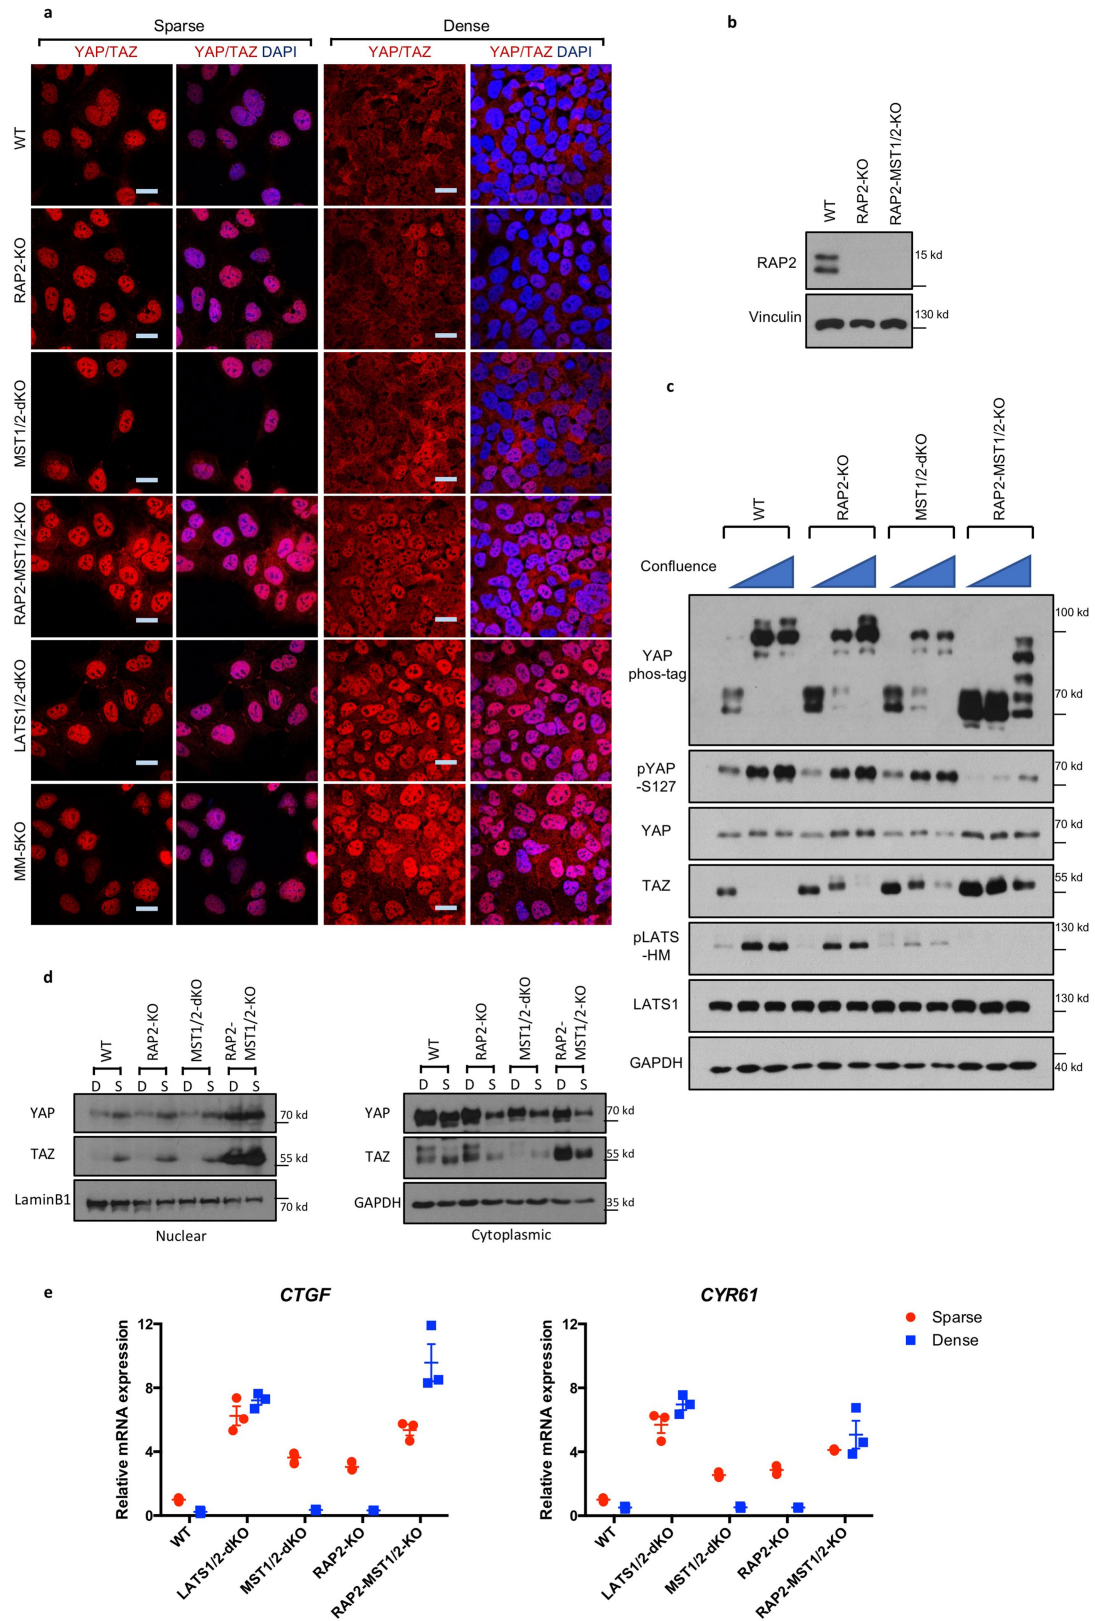 a
Sparse
Dense
YAP/TAZ
YAP/TAZ DAPI
YAP/TAZ
YAP/TAZ DAPI
WT
RAP2-KO
MST1/2-dKO
RAP2-MST1/2-KO
LATS1/2-dKO
MM-5KO
b
WT
RAP2-KO
RAP2-MST1/2-KO
RAP2
15 kd
Vinculin
130 kd
c
WT
RAP2-KO
MST1/2-dKO
RAP2-MST1/2-KO
Confluence
100 kd
YAP
phos-tag
70 kd
pYAP
-S127
70 kd
YAP
70 kd
TAZ
55 kd
pLATS
-HM
130 kd
LATS1
130 kd
GAPDH
40 kd
d
WT
RAP2-KO
MST1/2-dKO
RAP2-
MST1/2-KO
D S D S D S D S
YAP
70 kd
TAZ
55 kd
LaminB1
70 kd
Nuclear
WT
RAP2-KO
MST1/2-dKO
RAP2-
MST1/2-KO
D S D S D S D S
YAP
70 kd
TAZ
55 kd
GAPDH
35 kd
Cytoplasmic
e
CTGF
Relative mRNA expression
12
8
4
0
WT
LATS1/2-dKO
MST1/2-dKO
RAP2-KO
RAP2-MST1/2-KO
CYR61
Relative mRNA expression
12
8
4
0
WT
LATS1/2-dKO
MST1/2-dKO
RAP2-KO
RAP2-MST1/2-KO
Sparse
Dense